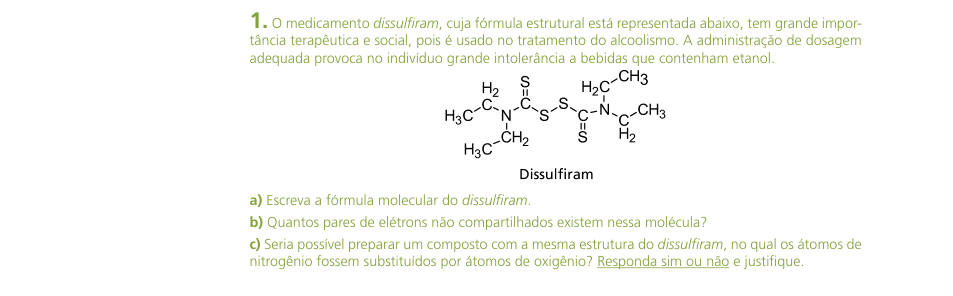 1. O medicamento dissulfiram, cuja fórmula estrutural está representada abaixo, tem grande impor-
tância terapêutica e social, pois é usado no tratamento do alcoolismo. A administração de dosagem
adequada provoca no indivíduo grande intolerância a bebidas que contenham etanol.
H2 S H2C CH3
H3C C N C S S C N C CH3
H3C CH2 S H2
Dissulfiram
a) Escreva a fórmula molecular do dissulfiram.
b) Quantos pares de elétrons não compartilhados existem nessa molécula?
c) Seria possível preparar um composto com a mesma estrutura do dissulfiram, no qual os átomos de
nitrogênio fossem substituídos por átomos de oxigênio? Responda sim ou não e justifique.